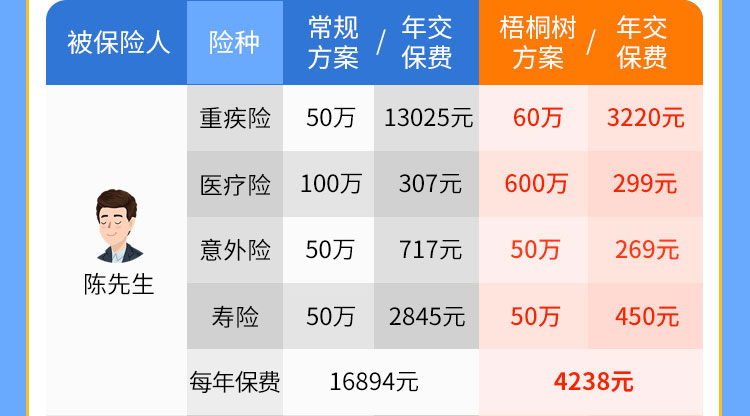 被保险人 险种 常规方案 / 年交保费 梧桐树方案 / 年交保费
陈先生
重疾险 50万 13025元 60万 3220元
医疗险 100万 307元 600万 299元
意外险 50万 717元 50万 269元
寿险 50万 2845元 50万 450元
每年保费 16894元 4238元